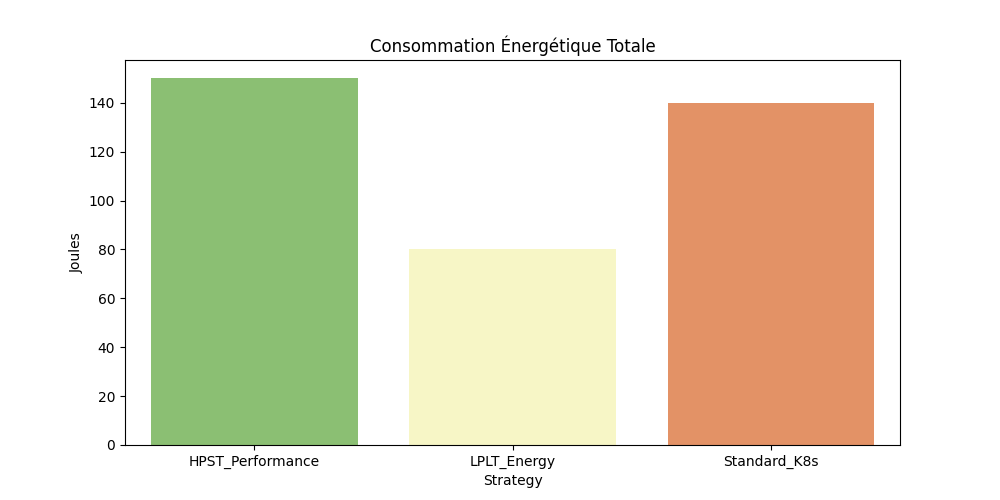 Consommation Énergétique Totale
140
120
100
80
60
40
20
0
Joules
HPST_Performance LPLT_Energy Standard_K8s
Strategy